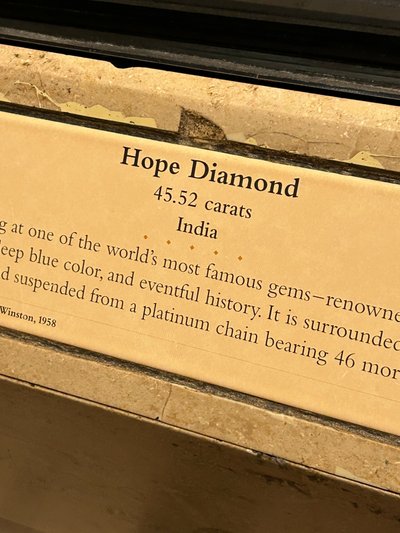 Hope Diamond
45.52 carats
India
at one of the world's most famous gems—renowne
eep blue color, and eventful history. It is surrounded
d suspended from a platinum chain bearing 46 mor
Winston, 1958